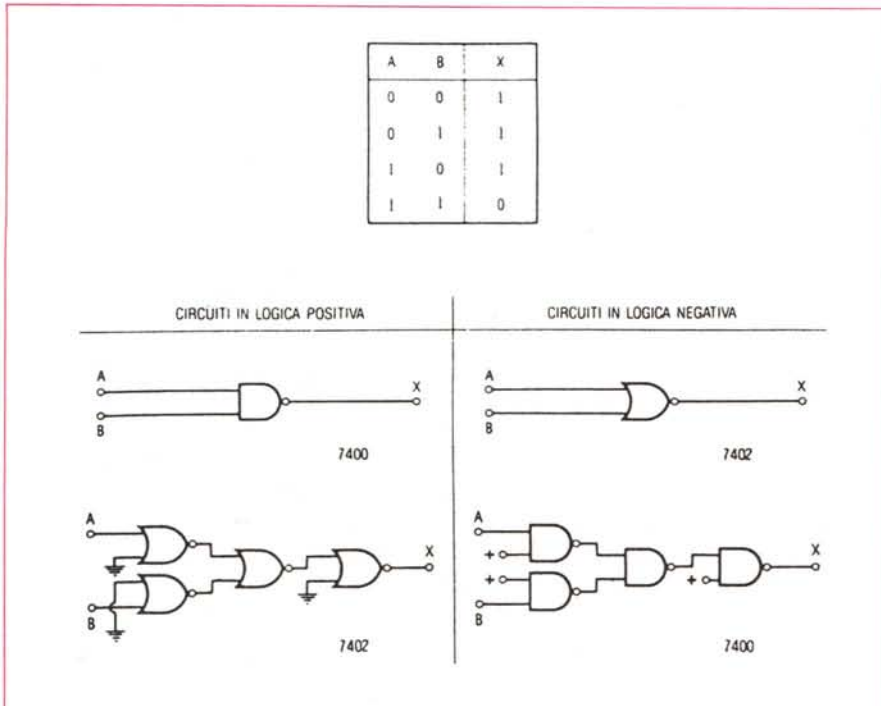 A B X
0 0 1
0 1 1
1 0 1
1 1 0
CIRCUITI IN LOGICA POSITIVA
A
B
X
7400
A
B
X
7402
CIRCUITI IN LOGICA NEGATIVA
A
B
X
7402
A
+
+
B
+
X
7400